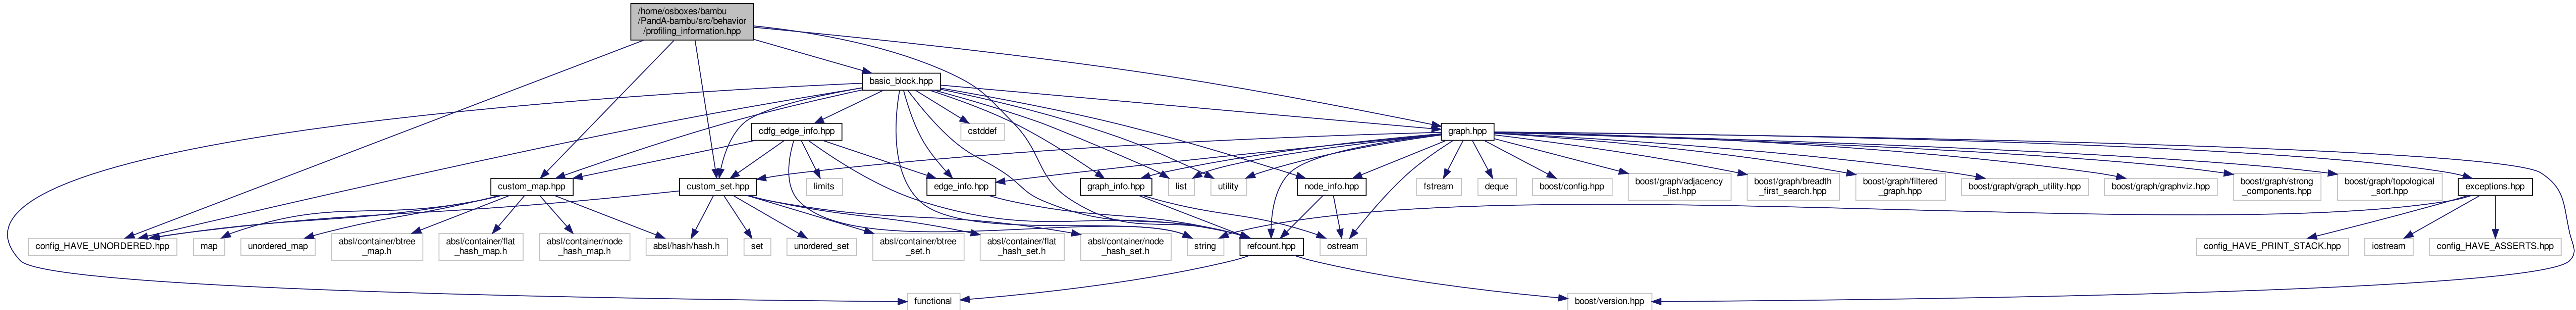 /home/osboxes/bambu
/PandA-bambu/src/behavior
/profiling_information.hpp
basic_block.hpp
cdfg_edge_info.hpp
cstddef
graph.hpp
custom_map.hpp
custom_set.hpp
limits
edge_info.hpp
graph_info.hpp
list
utility
node_info.hpp
fstream
deque
boost/config.hpp
boost/graph/adjacency
_list.hpp
boost/graph/breadth
_first_search.hpp
boost/graph/filtered
_graph.hpp
boost/graph/graph_utility.hpp
boost/graph/graphviz.hpp
boost/graph/strong
_components.hpp
boost/graph/topological
_sort.hpp
exceptions.hpp
config_HAVE_UNORDERED.hpp
map
unordered_map
absl/container/btree
_map.h
absl/container/flat
_hash_map.h
absl/container/node
_hash_map.h
absl/hash/hash.h
set
unordered_set
absl/container/btree
_set.h
absl/container/flat
_hash_set.h
absl/container/node
_hash_set.h
string
refcount.hpp
ostream
config_HAVE_PRINT_STACK.hpp
iostream
config_HAVE_ASSERTS.hpp
functional
boost/version.hpp